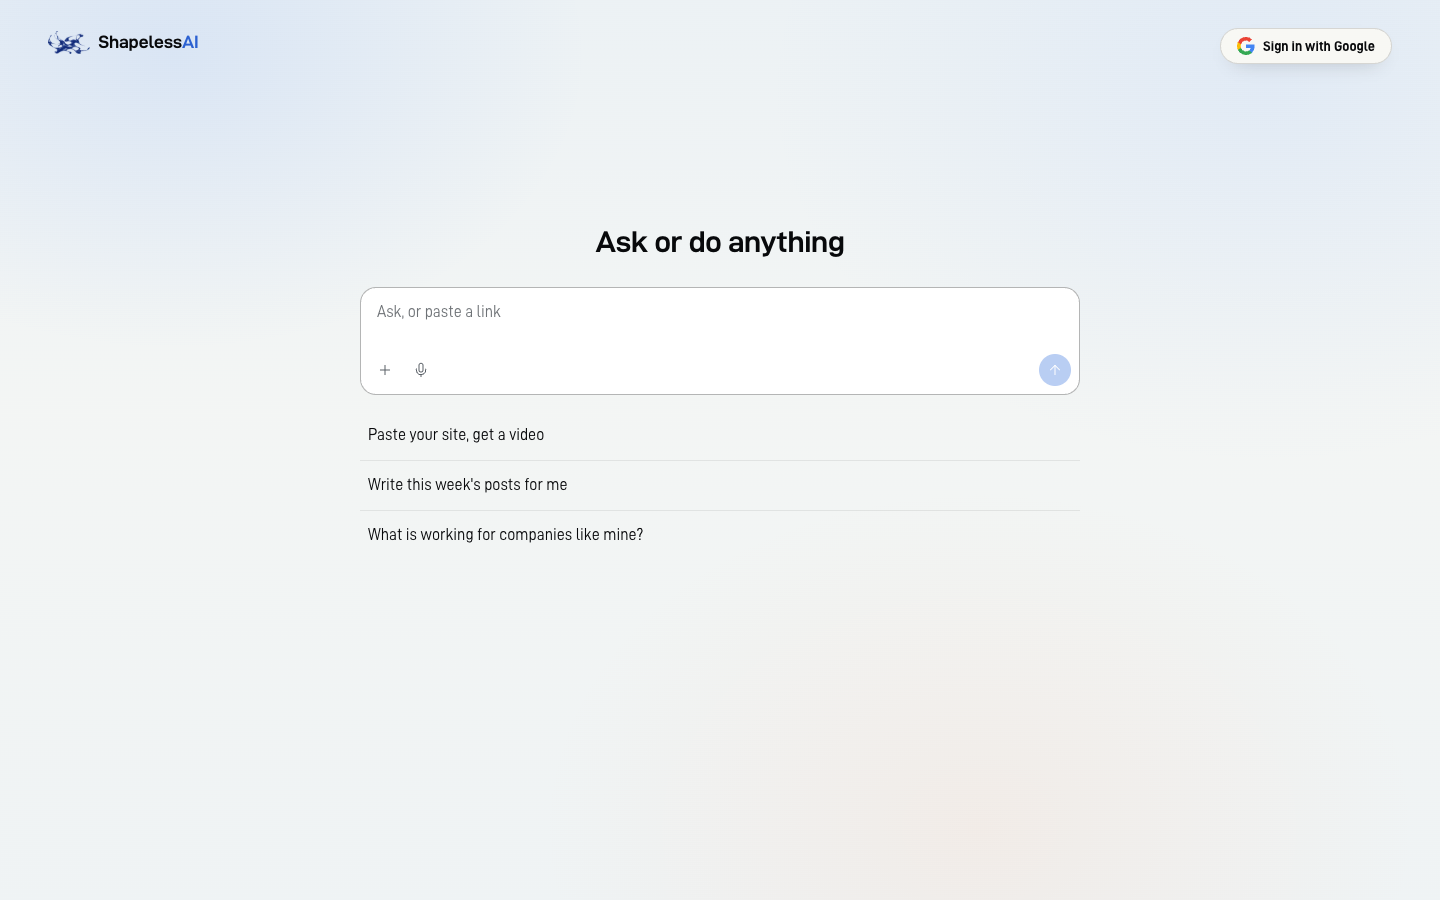 ShapelessAI
Sign in with Google
Ask or do anything
Ask, or paste a link
Paste your site, get a video
Write this week's posts for me
What is working for companies like mine?